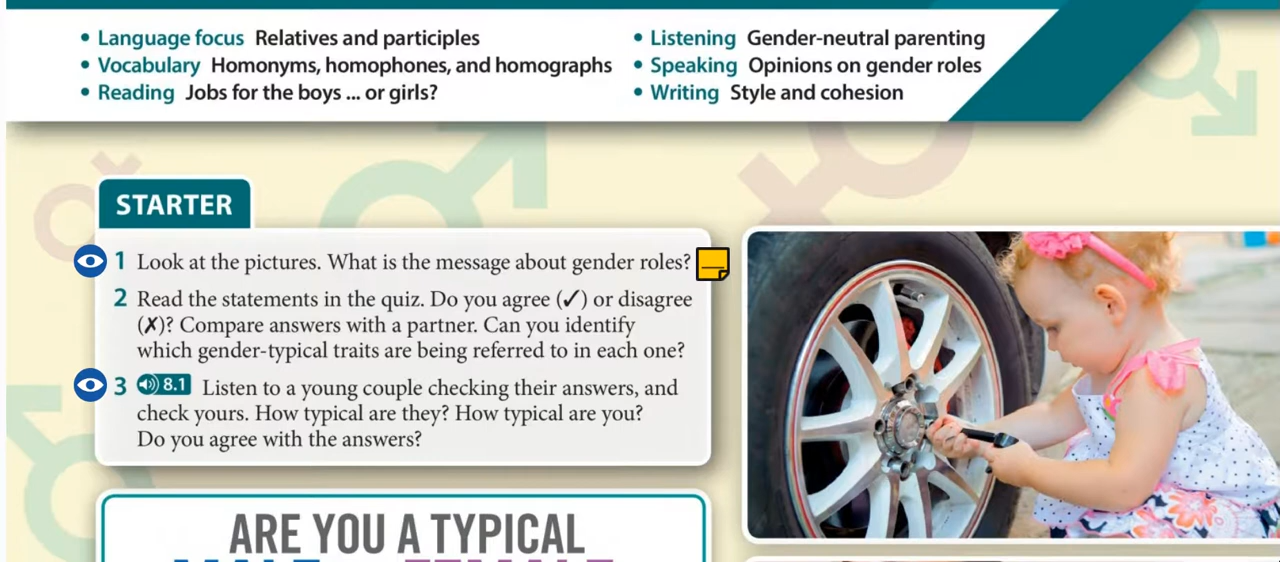 • Language focus Relatives and participles
• Vocabulary Homonyms, homophones, and homographs
• Reading Jobs for the boys ... or girls?
• Listening Gender-neutral parenting
• Speaking Opinions on gender roles
• Writing Style and cohesion
STARTER
1 Look at the pictures. What is the message about gender roles?
2 Read the statements in the quiz. Do you agree (✓) or disagree
(✗)? Compare answers with a partner. Can you identify
which gender-typical traits are being referred to in each one?
3 8.1 Listen to a young couple checking their answers, and
check yours. How typical are they? How typical are you?
Do you agree with the answers?
ARE YOU A TYPICAL